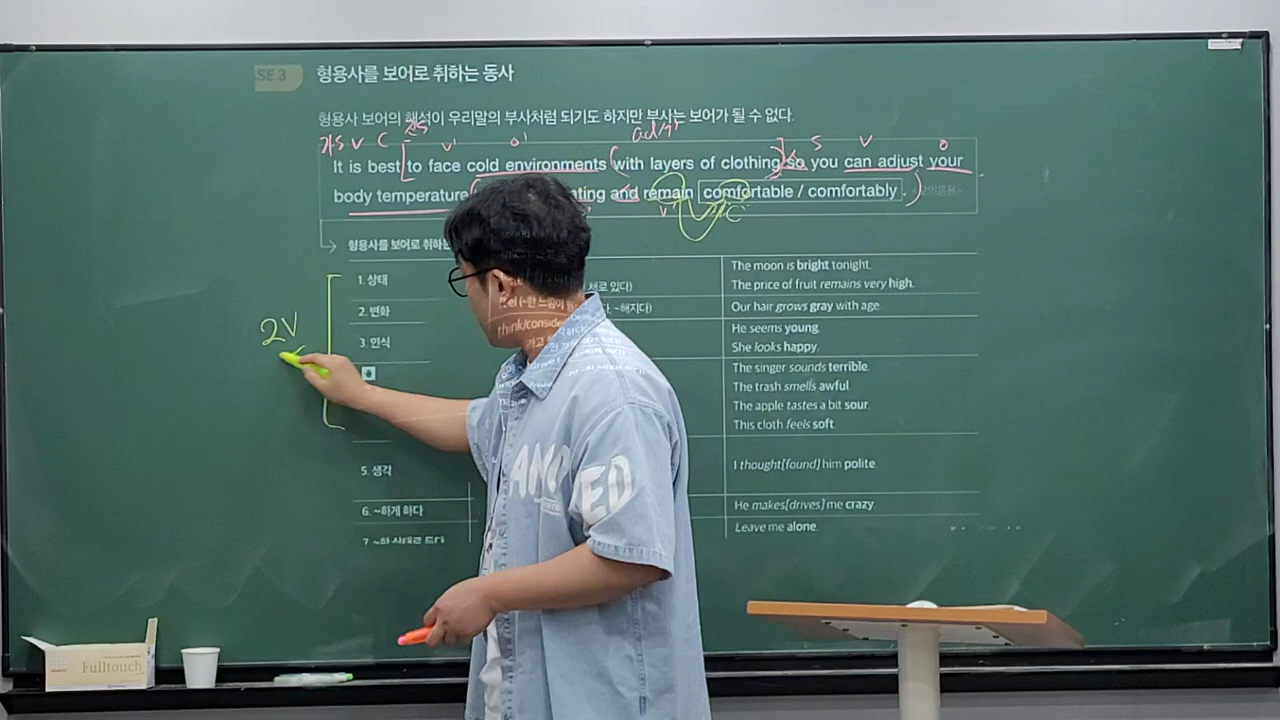 SE 3 형용사를 보어로 취하는 동사
형용사 보어의 해석이 우리말의 부사처럼 되기도 하지만 부사는 보어가 될 수 없다.
S V C adv'
V' O' S V O
It is best [to face cold environments (with layers of clothing] so you can adjust your
body temperature and remain comfortable / comfortably .)
V' C'
형용사를 보어로 취하는
1. 상태 The moon is bright tonight.
The price of fruit remains very high.
2. 변화 ~해지다) Our hair grows gray with age.
2V
3. 인식 think/conside He seems young.
She looks happy.
The singer sounds terrible.
The trash smells awful.
The apple tastes a bit sour.
This cloth feels soft.
5. 생각 I thought[found] him polite.
6. ~하게 하다 He makes[drives] me crazy.
Leave me alone.
Fulltouch